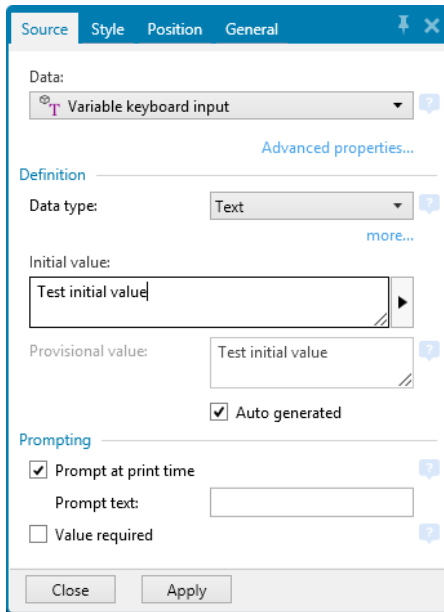 Source Style Position General
Data:
T Variable keyboard input
Advanced properties...
Definition
Data type: Text
more...
Initial value:
Test initial value
Provisional value: Test initial value
Auto generated
Prompting
Prompt at print time
Prompt text:
Value required
Close Apply